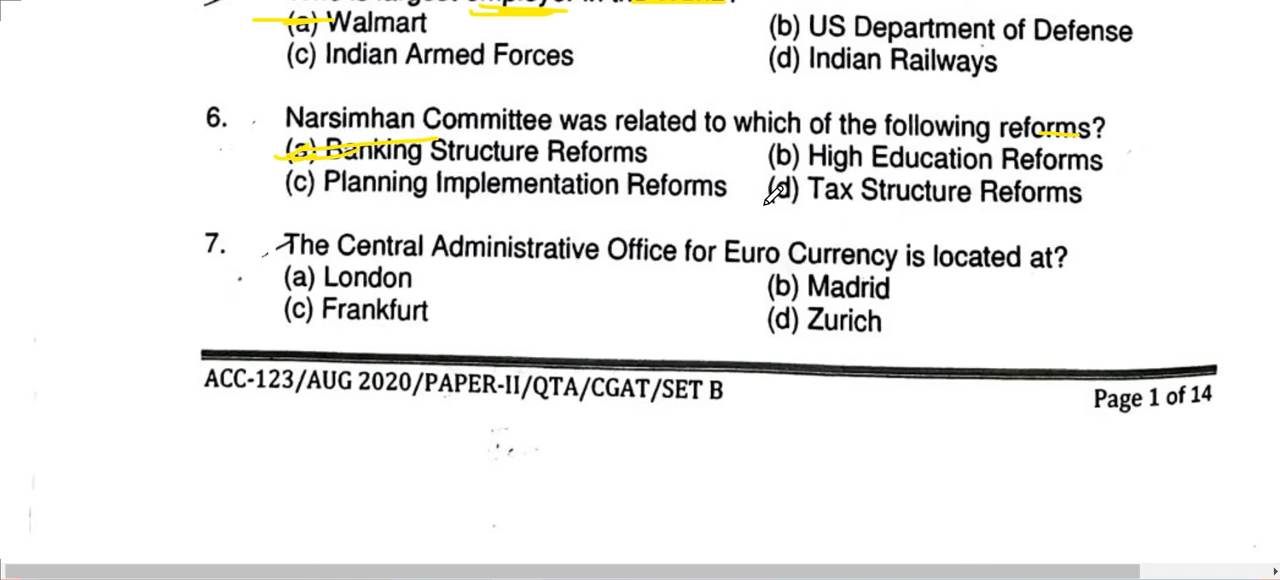 (a) Walmart (b) US Department of Defense
(c) Indian Armed Forces (d) Indian Railways
6. Narsimhan Committee was related to which of the following reforms?
(a) Banking Structure Reforms (b) High Education Reforms
(c) Planning Implementation Reforms (d) Tax Structure Reforms
7. The Central Administrative Office for Euro Currency is located at?
(a) London (b) Madrid
(c) Frankfurt (d) Zurich
ACC-123/AUG 2020/PAPER-II/QTA/CGAT/SET B Page 1 of 14